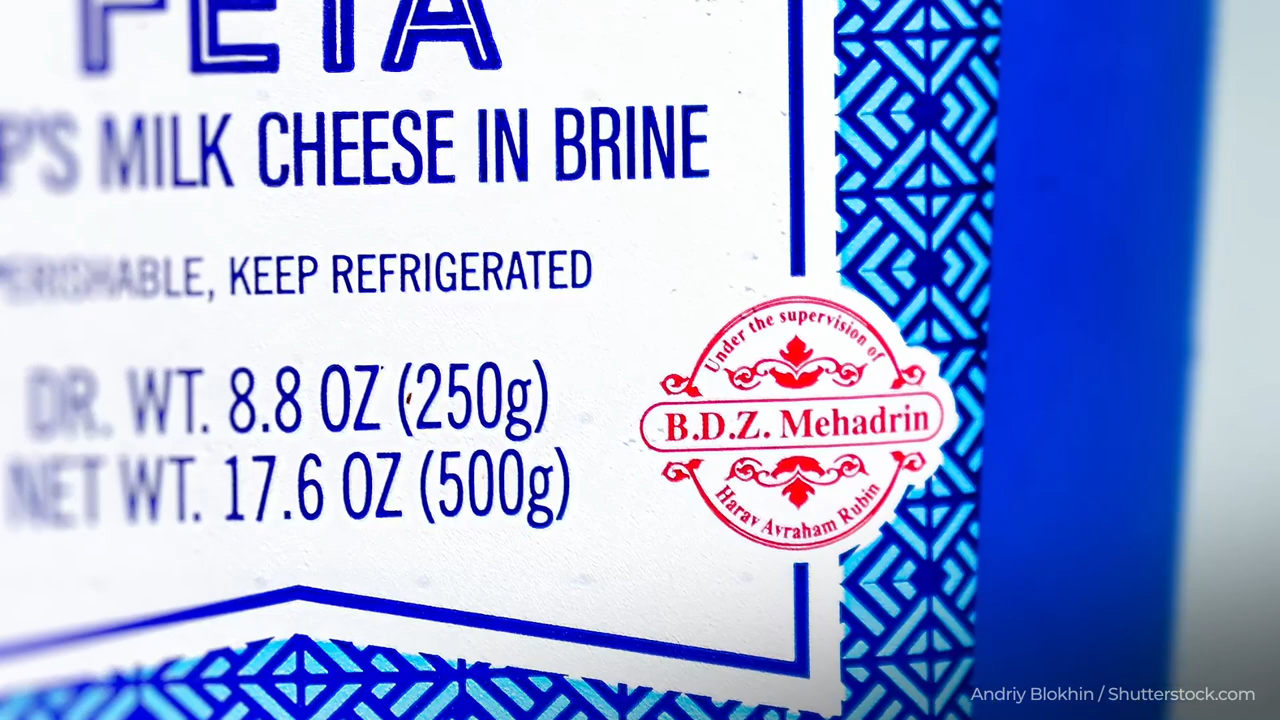 FETA
P'S MILK CHEESE IN BRINE
PERISHABLE, KEEP REFRIGERATED
DR. WT. 8.8 OZ (250g)
NET WT. 17.6 OZ (500g)
Under the supervision of
B.D.Z. Mehadrin
Harav Avraham Rubin
Andriy Blokhin / Shutterstock.com